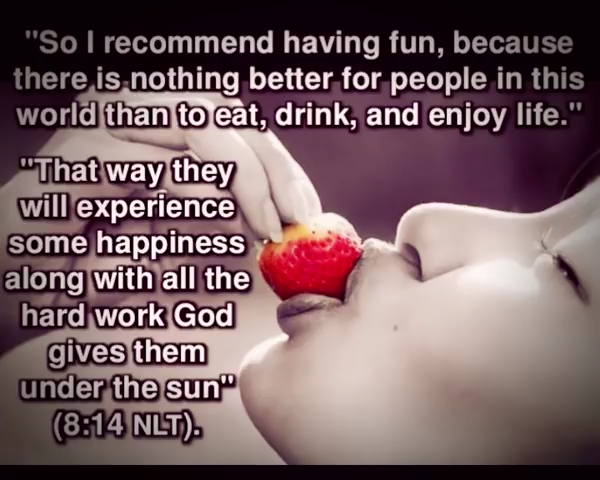 "So I recommend having fun, because
there is nothing better for people in this
world than to eat, drink, and enjoy life."
"That way they
will experience
some happiness
along with all the
hard work God
gives them
under the sun"
(8:14 NLT).